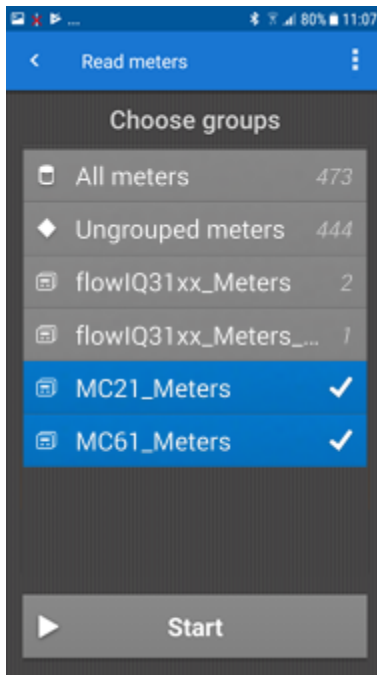 ... 80% 11:07
Read meters
Choose groups
All meters 473
Ungrouped meters 444
flowIQ31xx_Meters 2
flowIQ31xx_Meters_... 1
MC21_Meters
MC61_Meters
Start